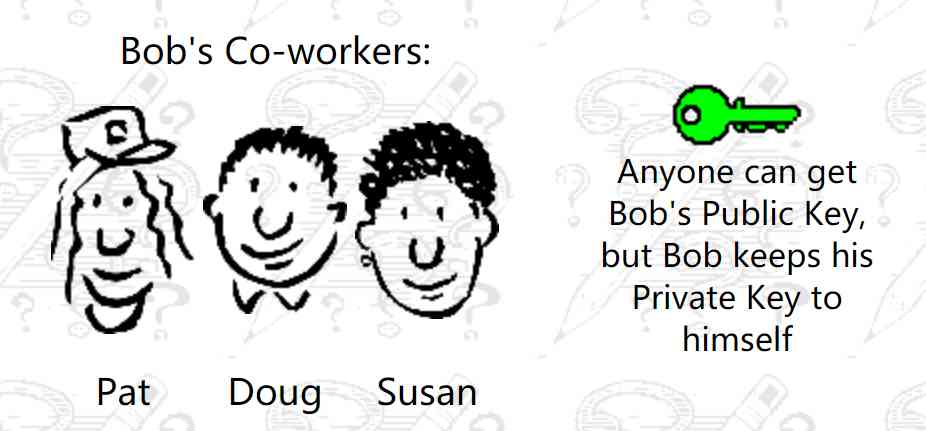 Bob's Co-workers:
Anyone can get
Bob's Public Key,
but Bob keeps his
Private Key to
himself
Pat Doug Susan